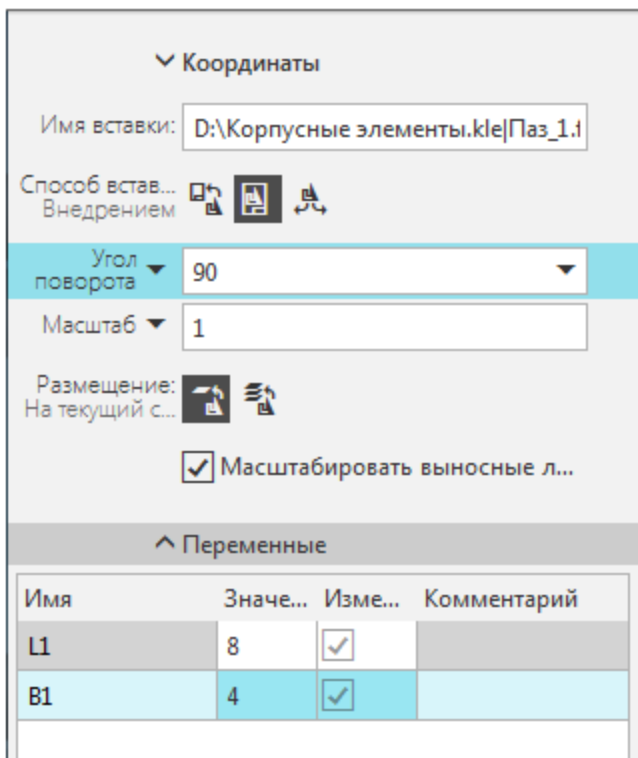 Координаты
Имя вставки: D:\Корпусные элементы.kle|Паз_1.f
Способ встав...
Внедрением
Угол
поворота 90
Масштаб 1
Размещение:
На текущий с...
Масштабировать выносные л...
Переменные
Имя Значе... Изме... Комментарий
L1 8
B1 4